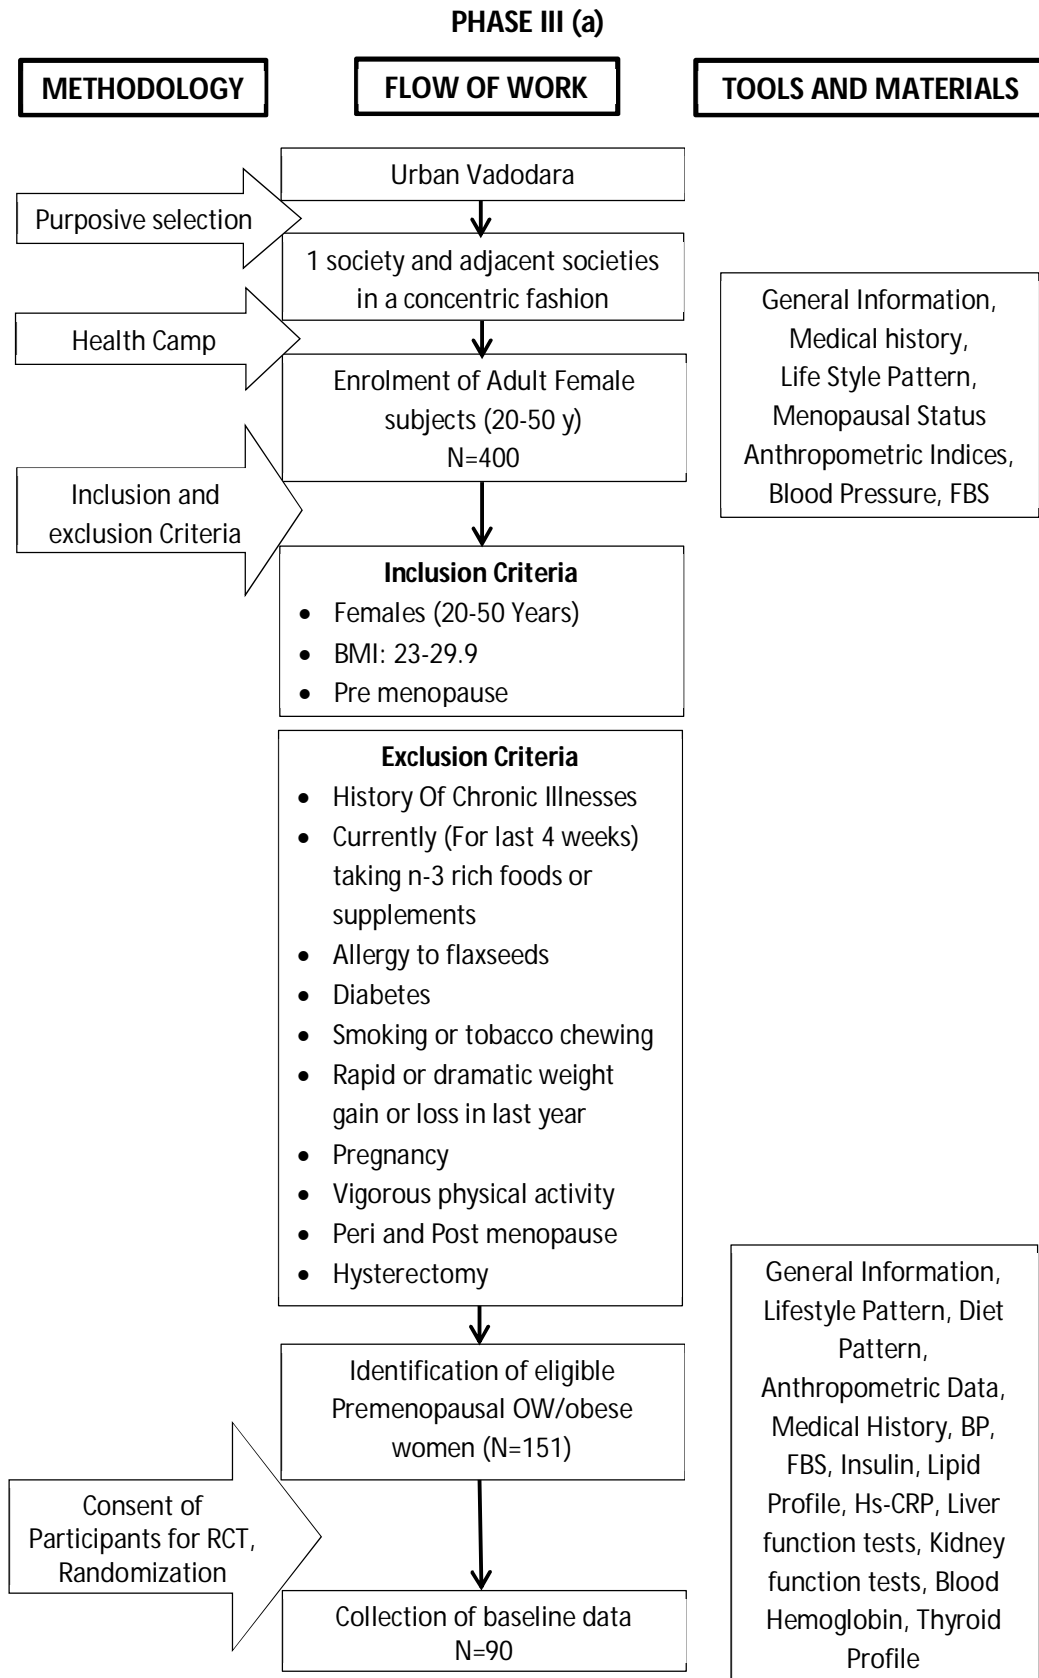 PHASE III (a)
METHODOLOGY
FLOW OF WORK
TOOLS AND MATERIALS
Urban Vadodara
Purposive selection
1 society and adjacent societies
in a concentric fashion
Health Camp
Enrolment of Adult Female
subjects (20-50 y)
N=400
General Information,
Medical history,
Life Style Pattern,
Menopausal Status
Anthropometric Indices,
Blood Pressure, FBS
Inclusion and
exclusion Criteria
Inclusion Criteria
• Females (20-50 Years)
• BMI: 23-29.9
• Pre menopause
Exclusion Criteria
• History Of Chronic Illnesses
• Currently (For last 4 weeks)
taking n-3 rich foods or
supplements
• Allergy to flaxseeds
• Diabetes
• Smoking or tobacco chewing
• Rapid or dramatic weight
gain or loss in last year
• Pregnancy
• Vigorous physical activity
• Peri and Post menopause
• Hysterectomy
Identification of eligible
Premenopausal OW/obese
women (N=151)
Consent of
Participants for RCT,
Randomization
Collection of baseline data
N=90
General Information,
Lifestyle Pattern, Diet
Pattern,
Anthropometric Data,
Medical History, BP,
FBS, Insulin, Lipid
Profile, Hs-CRP, Liver
function tests, Kidney
function tests, Blood
Hemoglobin, Thyroid
Profile